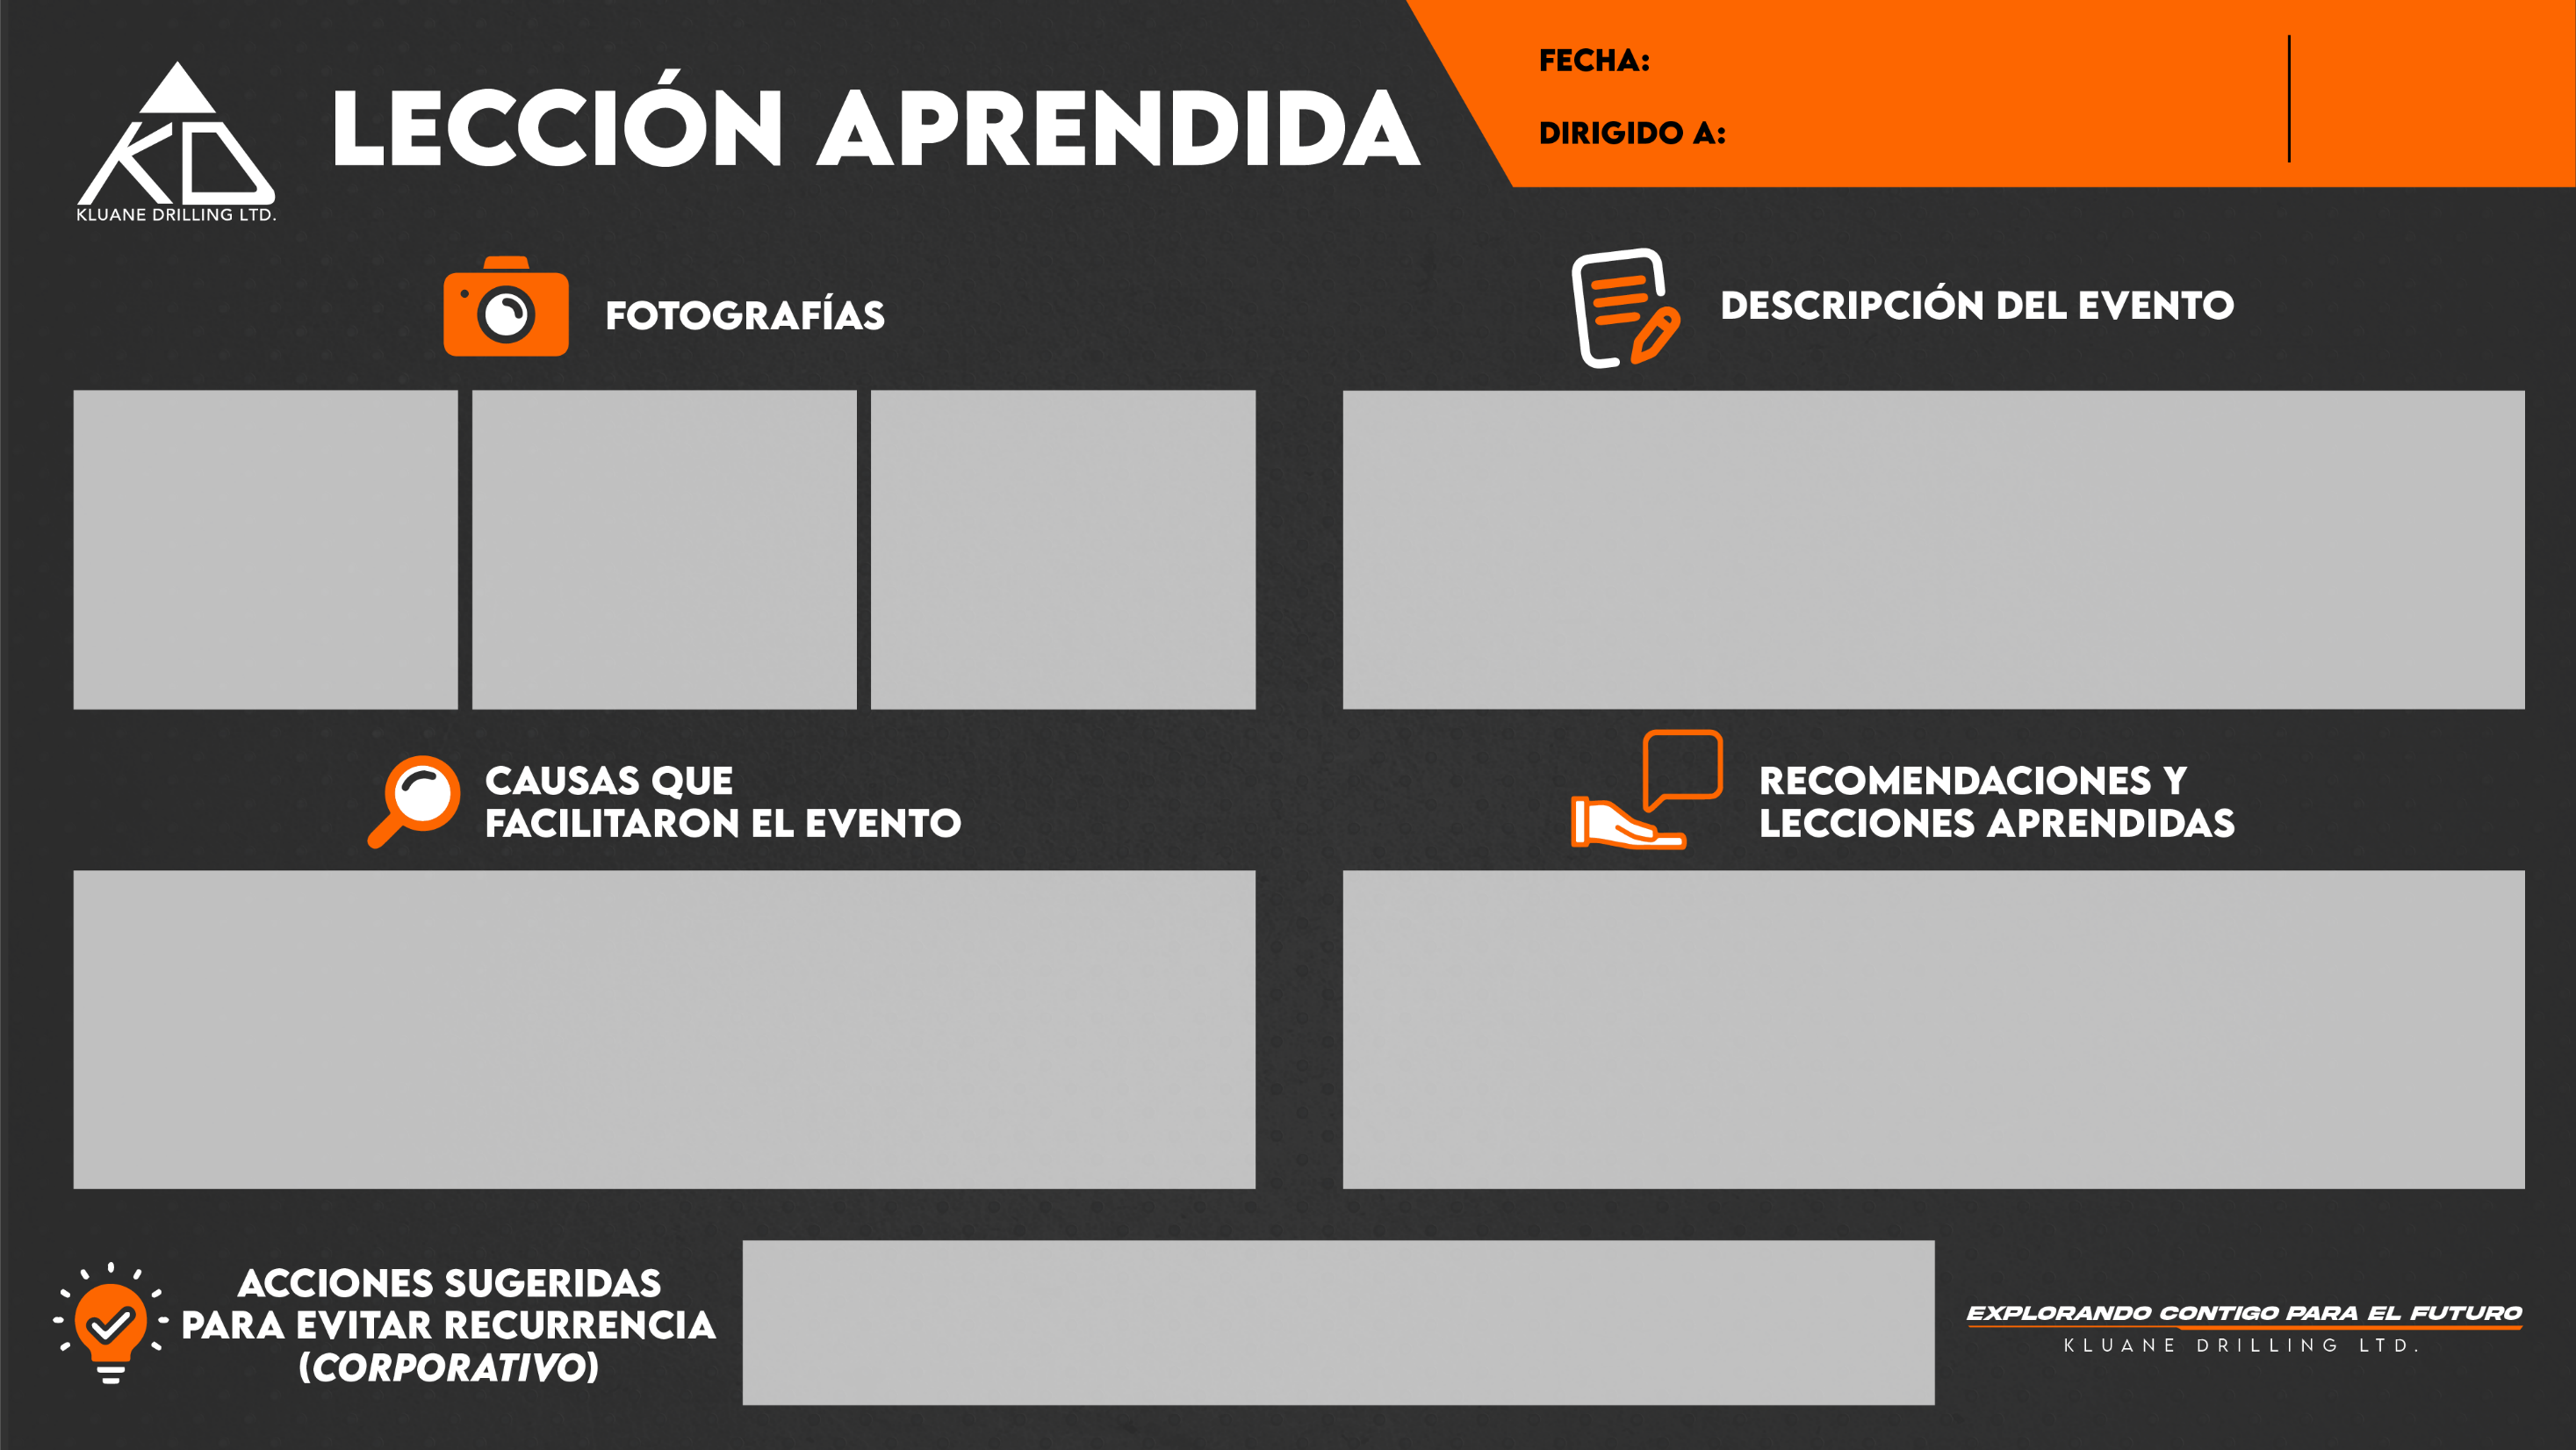 KD
KLUANE DRILLING LTD.
LECCIÓN APRENDIDA
FECHA:
DIRIGIDO A:
FOTOGRAFÍAS
DESCRIPCIÓN DEL EVENTO
CAUSAS QUE
FACILITARON EL EVENTO
RECOMENDACIONES Y
LECCIONES APRENDIDAS
ACCIONES SUGERIDAS
PARA EVITAR RECURRENCIA
(CORPORATIVO)
EXPLORANDO CONTIGO PARA EL FUTURO
KLUANE DRILLING LTD.